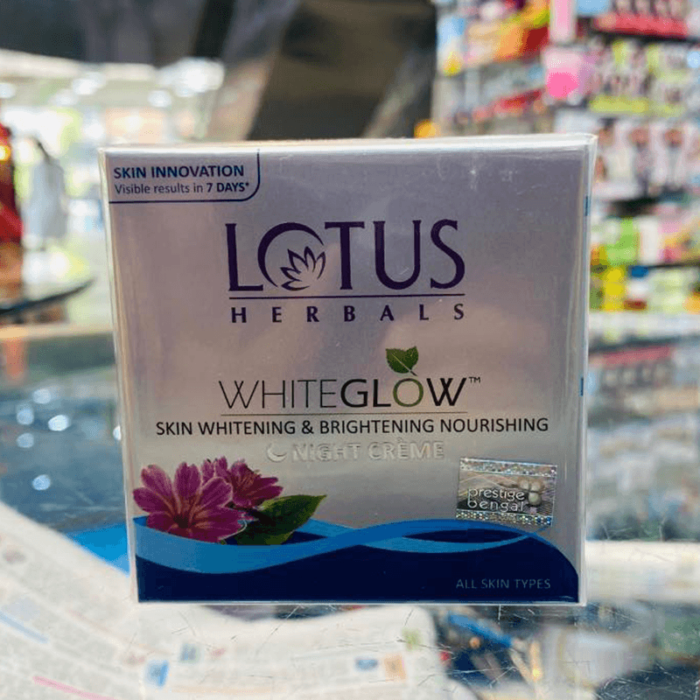 SKIN INNOVATION
Visible results in 7 DAYS*
LOTUS
HERBALS
WHITEGLOW™
SKIN WHITENING & BRIGHTENING NOURISHING
NIGHT CRÈME
prestige
bengal
ALL SKIN TYPES